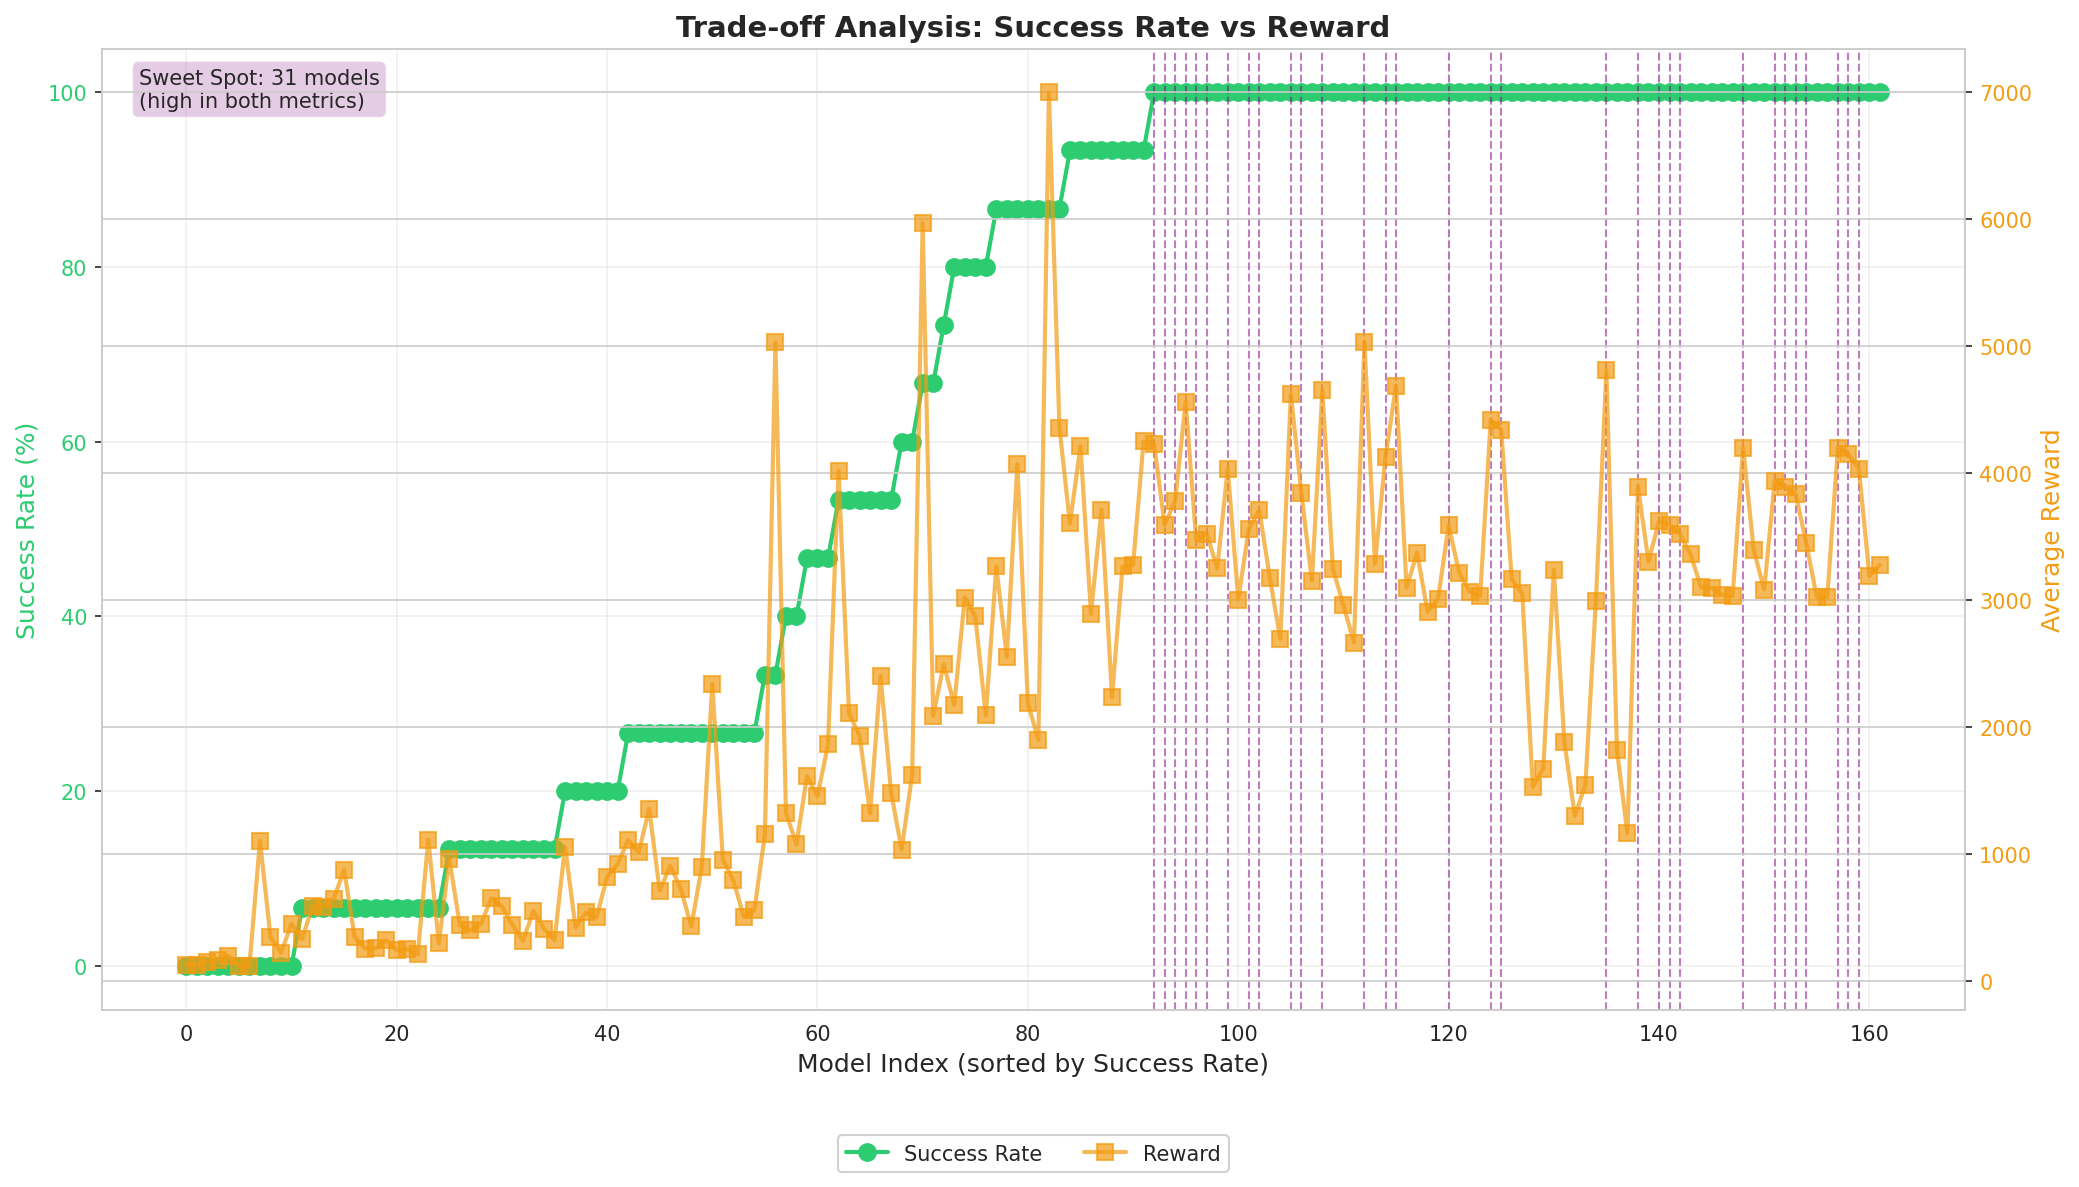 Trade-off Analysis: Success Rate vs Reward
Sweet Spot: 31 models
(high in both metrics)
Success Rate (%)
100
80
60
40
20
0
7000
6000
5000
4000
3000
2000
1000
0
Average Reward
0 20 40 60 80 100 120 140 160
Model Index (sorted by Success Rate)
Success Rate Reward